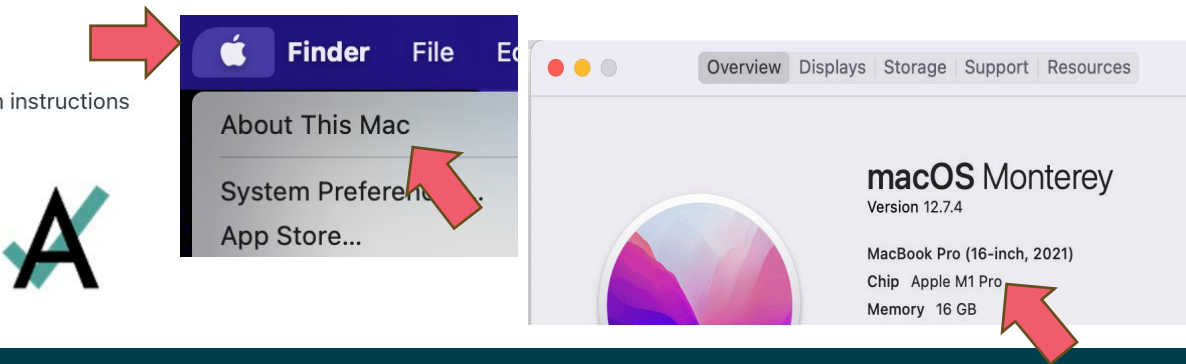 instructions
Finder File
About This Mac
System
App Store...
Overview Displays Storage Support Resources
macOS Monterey
Version 12.7.4
MacBook Pro (16-inch, 2021)
Chip Apple M1 Pro
Memory 16 GB
A